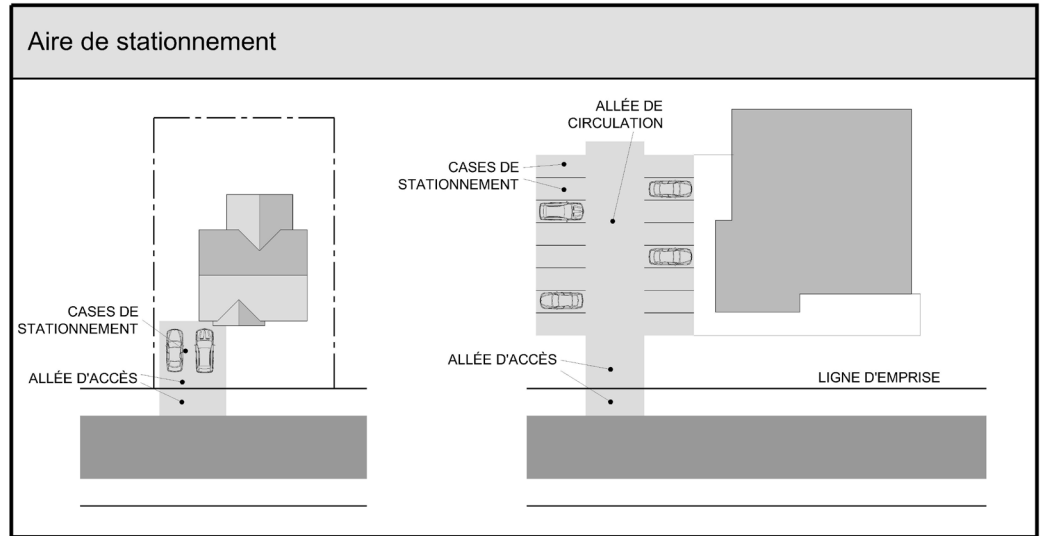 Aire de stationnement
CASES DE
STATIONNEMENT
ALLÉE D'ACCÈS
ALLÉE DE
CIRCULATION
CASES DE
STATIONNEMENT
ALLÉE D'ACCÈS
LIGNE D'EMPRISE